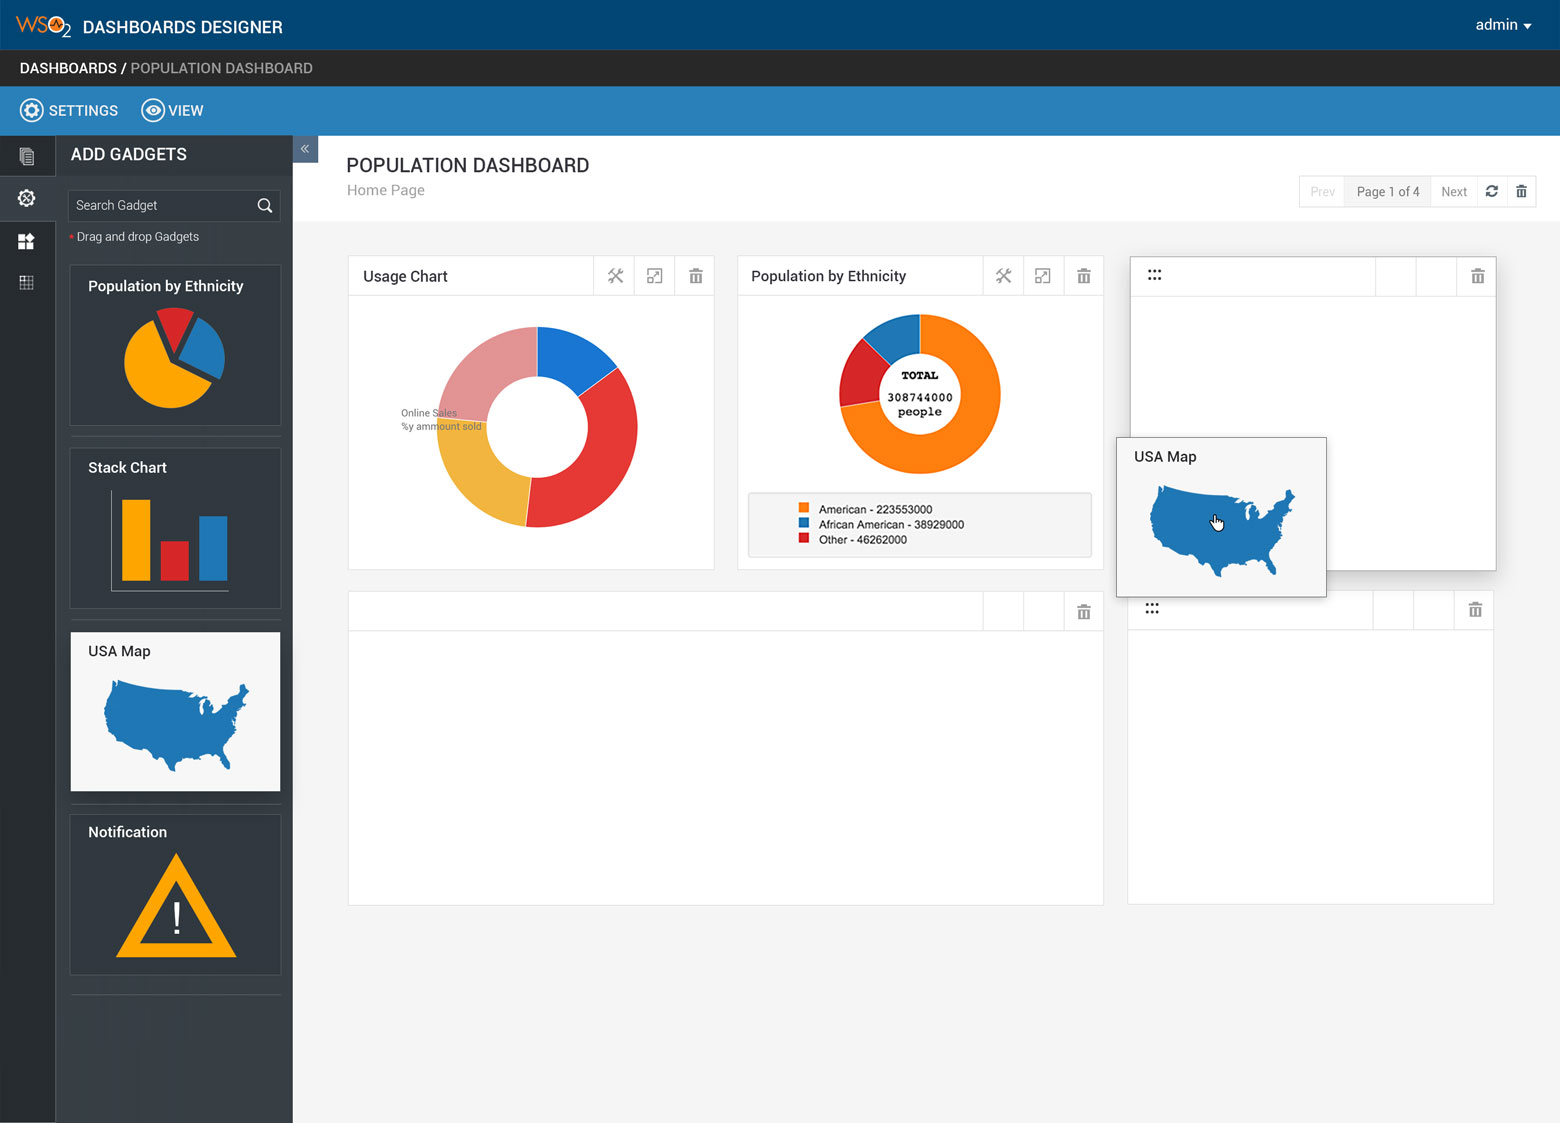 WSO2 DASHBOARDS DESIGNER
admin
DASHBOARDS / POPULATION DASHBOARD
SETTINGS
VIEW
ADD GADGETS
«
Search Gadget
* Drag and drop Gadgets
Population by Ethnicity
Stack Chart
USA Map
Notification
!
POPULATION DASHBOARD
Home Page
Prev
Page 1 of 4
Next
Usage Chart
Online Sales
%y ammount sold
Population by Ethnicity
TOTAL
308744000
people
American - 223553000
African American - 38929000
Other - 46262000
USA Map